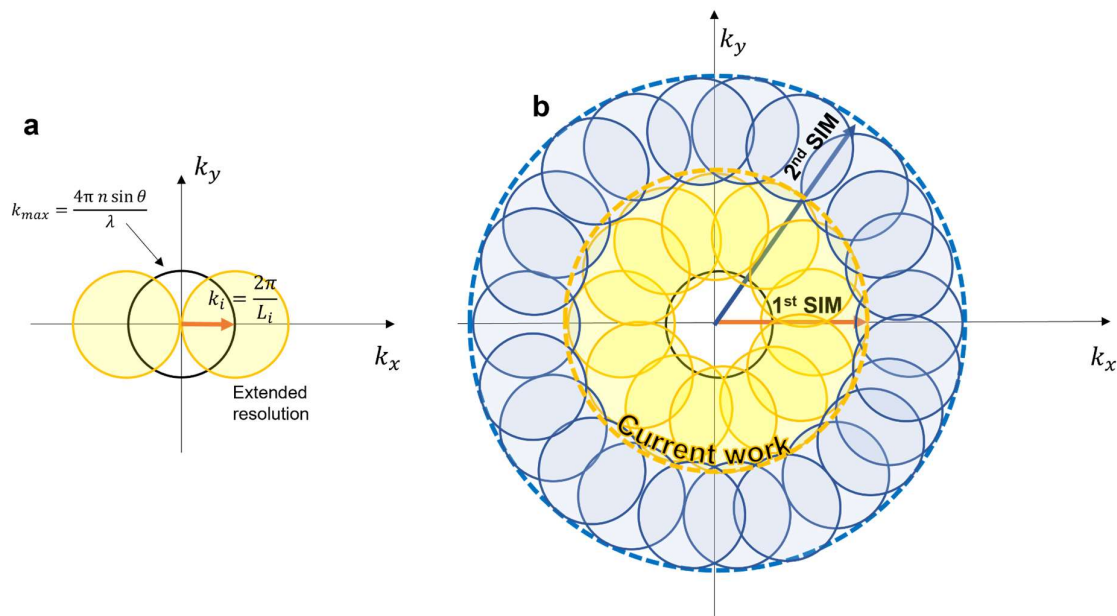 a
k_y
k_max = 4π n sin θ / λ
k_i = 2π / L_i
k_x
Extended
resolution
b
k_y
2nd SIM
1st SIM
k_x
Current work